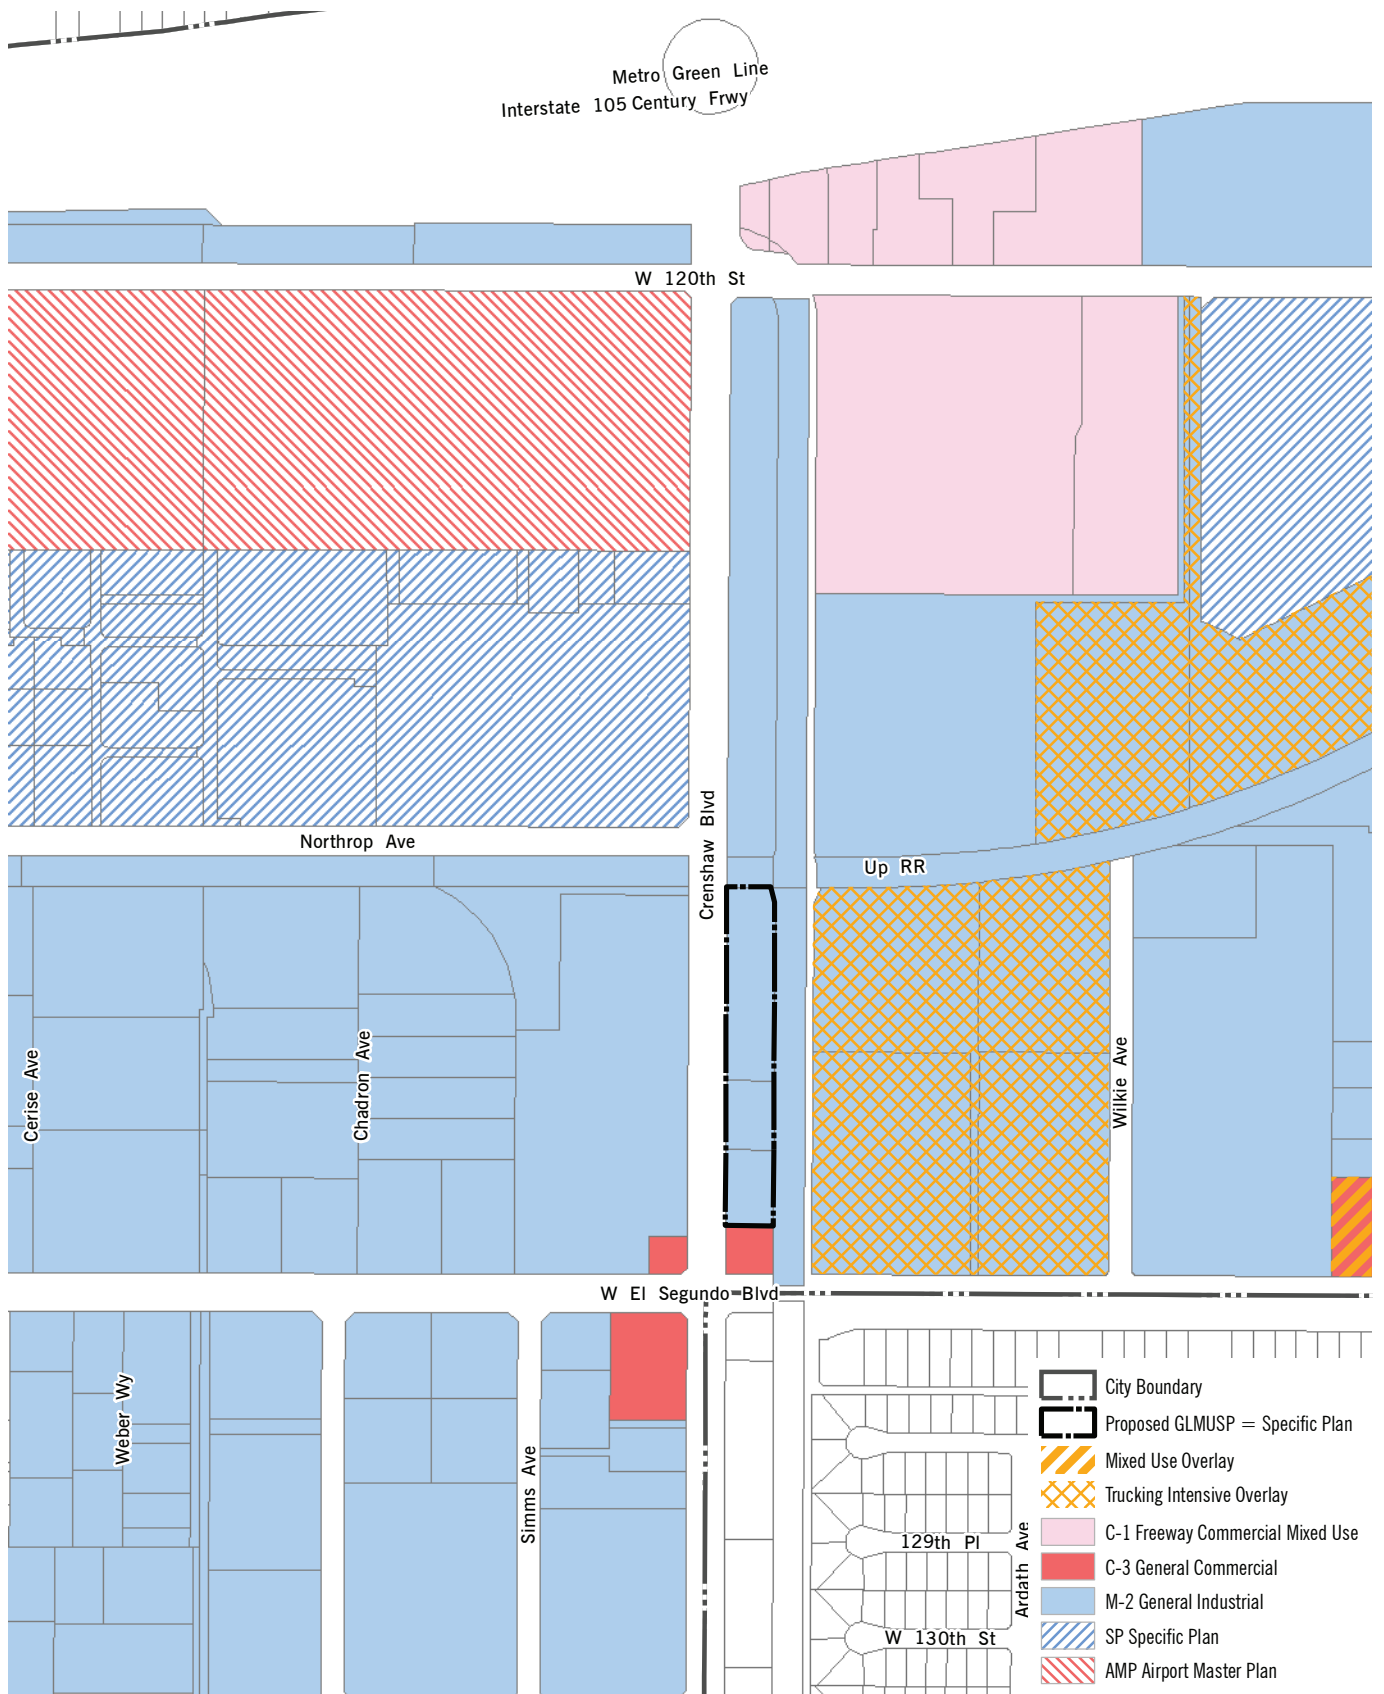 Metro Green Line
Interstate 105 Century Frwy
W 120th St
Crenshaw Blvd
Northrop Ave
Up RR
Cerise Ave
Chadron Ave
Wilkie Ave
W El Segundo Blvd
Weber Wy
Simms Ave
129th Pl
Ardath Ave
W 130th St
City Boundary
Proposed GLMUSP = Specific Plan
Mixed Use Overlay
Trucking Intensive Overlay
C-1 Freeway Commercial Mixed Use
C-3 General Commercial
M-2 General Industrial
SP Specific Plan
AMP Airport Master Plan